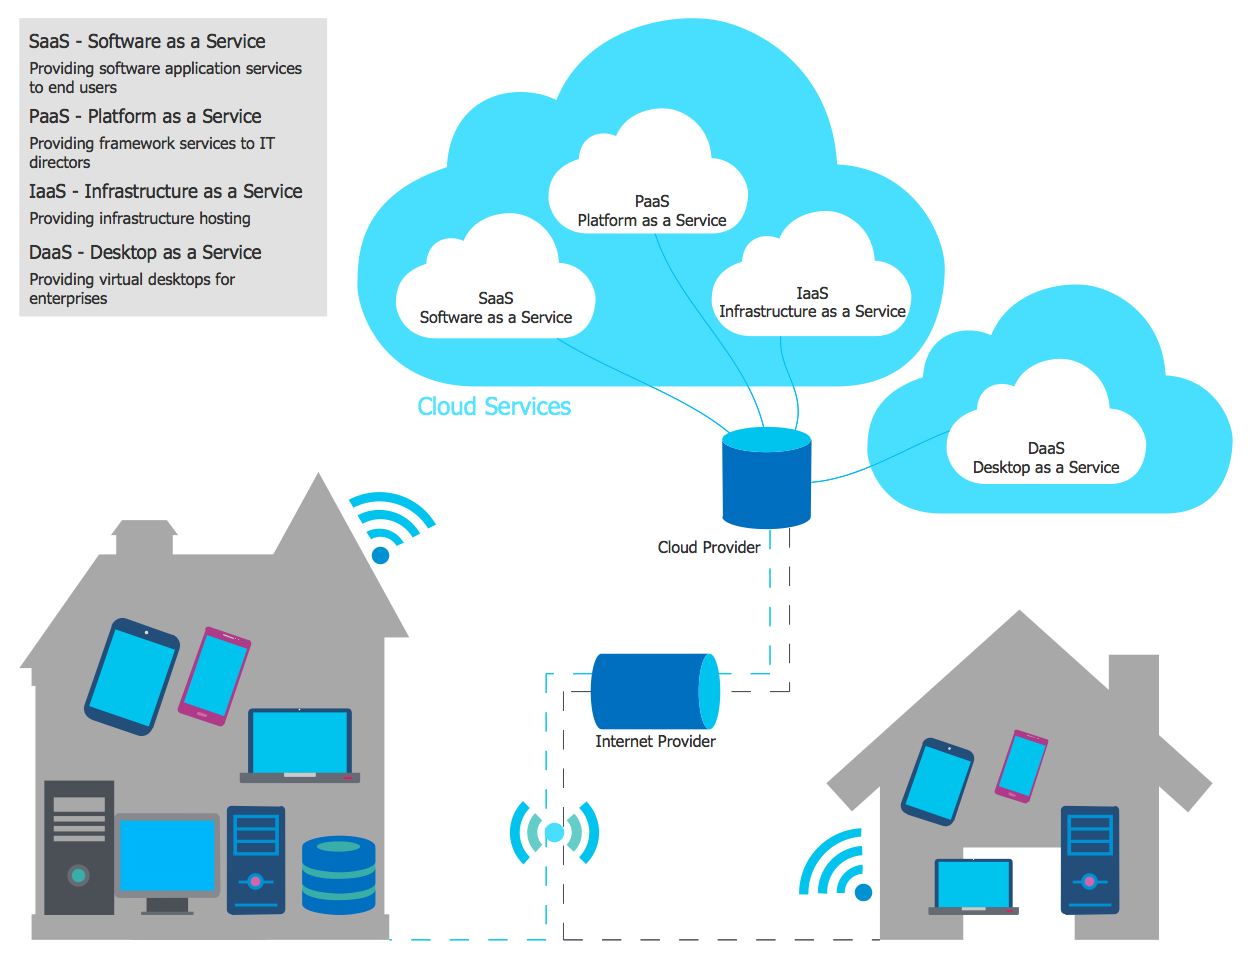 SaaS - Software as a Service
Providing software application services
to end users
PaaS - Platform as a Service
Providing framework services to IT
directors
IaaS - Infrastructure as a Service
Providing infrastructure hosting
DaaS - Desktop as a Service
Providing virtual desktops for
enterprises
PaaS
Platform as a Service
SaaS
Software as a Service
IaaS
Infrastructure as a Service
Cloud Services
DaaS
Desktop as a Service
Cloud Provider
Internet Provider